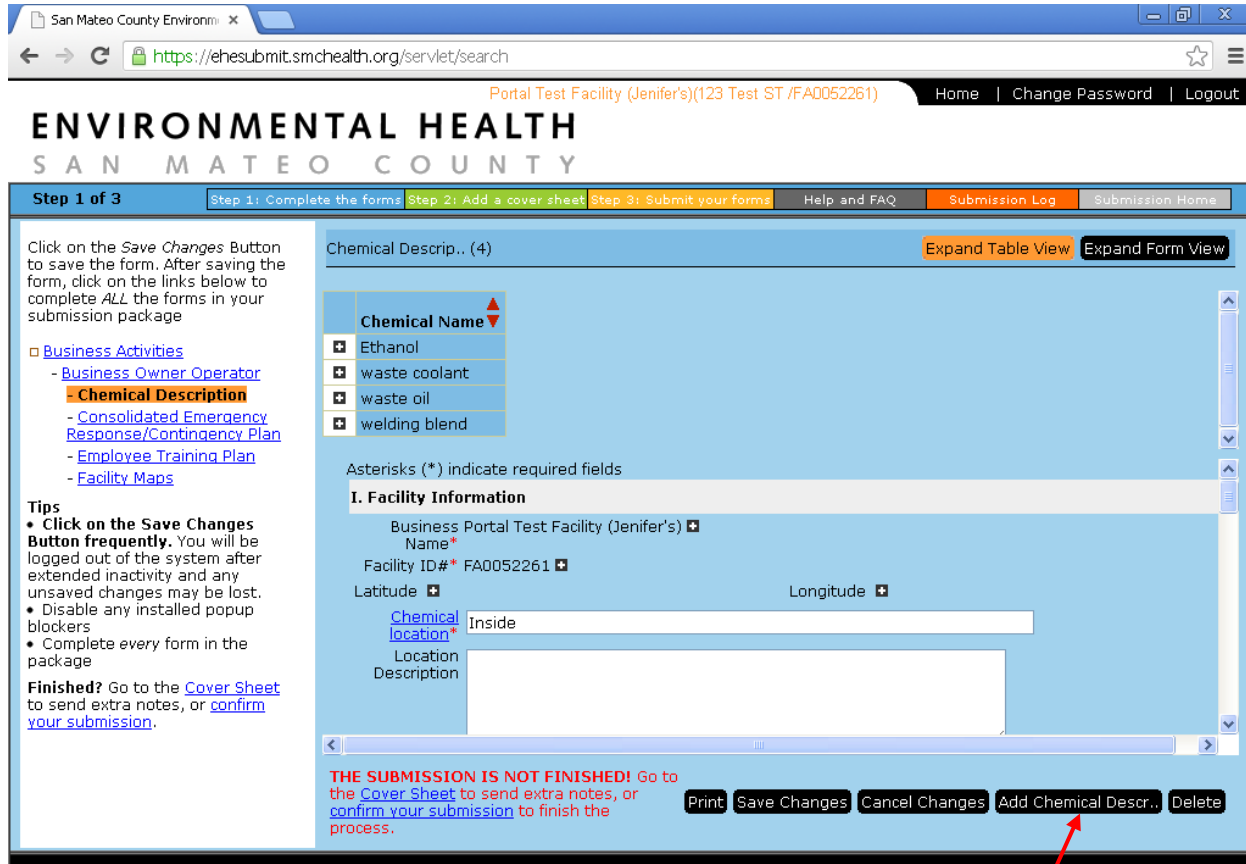 San Mateo County Environm
https://ehesubmit.smchealth.org/servlet/search
Portal Test Facility (Jenifer's)(123 Test ST /FA0052261)
Home | Change Password | Logout
ENVIRONMENTAL HEALTH
SAN MATEO COUNTY
Step 1 of 3
Step 1: Complete the forms
Step 2: Add a cover sheet
Step 3: Submit your forms
Help and FAQ
Submission Log
Submission Home
Click on the Save Changes Button
to save the form. After saving the
form, click on the links below to
complete ALL the forms in your
submission package
Business Activities
- Business Owner Operator
- Chemical Description
- Consolidated Emergency
Response/Contingency Plan
- Employee Training Plan
- Facility Maps
Tips
• Click on the Save Changes
Button frequently. You will be
logged out of the system after
extended inactivity and any
unsaved changes may be lost.
• Disable any installed popup
blockers
• Complete every form in the
package
Finished? Go to the Cover Sheet
to send extra notes, or confirm
your submission.
Chemical Descrip.. (4)
Expand Table View
Expand Form View
Chemical Name
Ethanol
waste coolant
waste oil
welding blend
Asterisks (*) indicate required fields
I. Facility Information
Business Portal Test Facility (Jenifer's)
Name*
Facility ID#* FA0052261
Latitude
Longitude
Chemical
location*
Inside
Location
Description
THE SUBMISSION IS NOT FINISHED! Go to
the Cover Sheet to send extra notes, or
confirm your submission to finish the
process.
Print
Save Changes
Cancel Changes
Add Chemical Descr..
Delete